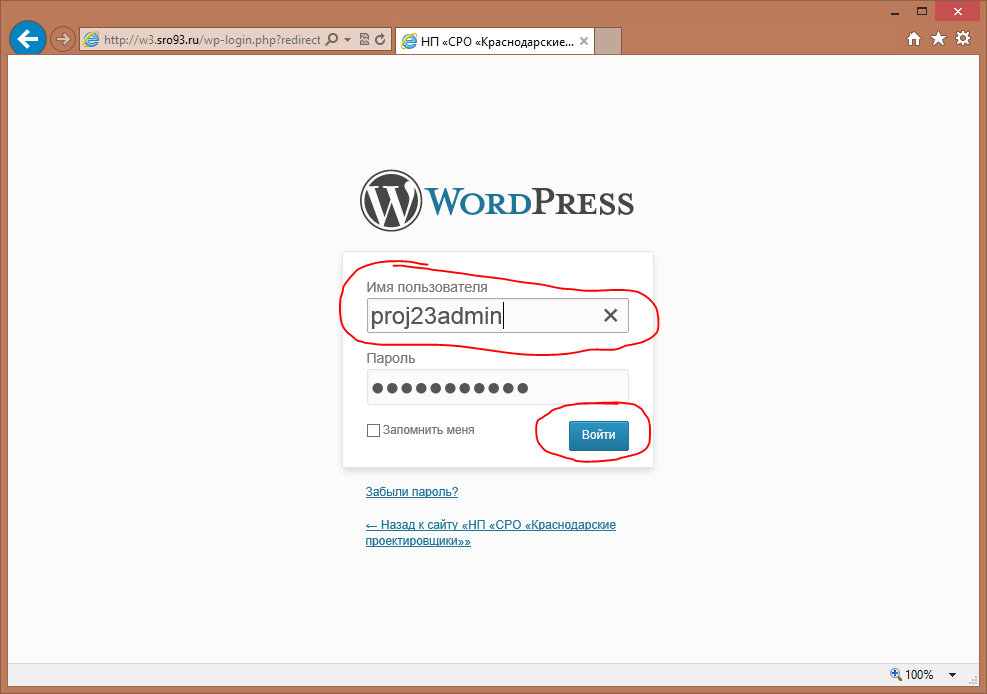 http://w3.sro93.ru/wp-login.php?redirect
НП «СРО «Краснодарские...
WORDPRESS
Имя пользователя
proj23admin
Пароль
Запомнить меня
Войти
Забыли пароль?
← Назад к сайту «НП «СРО «Краснодарские
проектировщики»»
100%